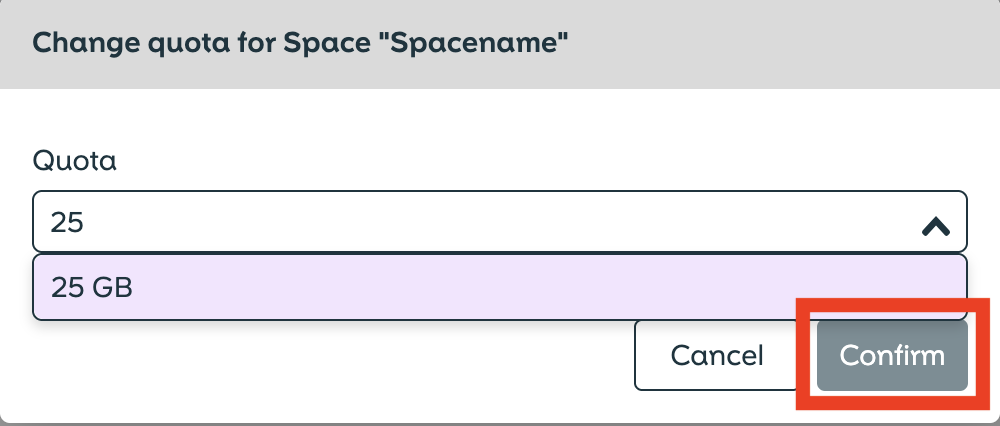 Change quota for Space "Spacename"
Quota
25
25 GB
Cancel
Confirm